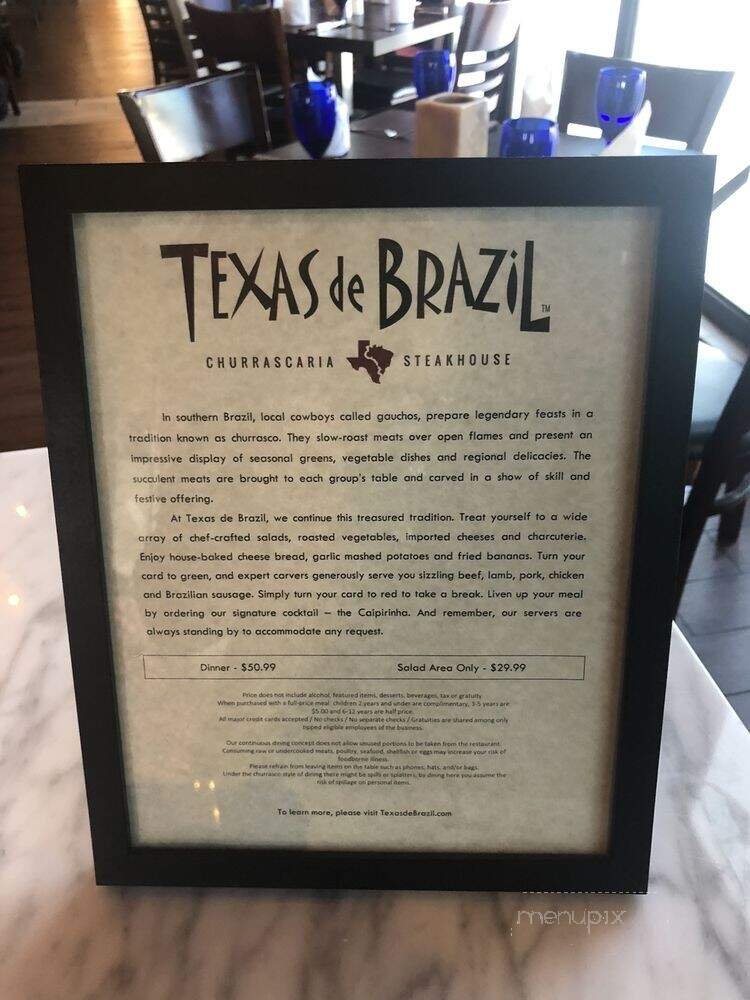 TEXAS de BRAZIL TM
CHURRASCARIA STEAKHOUSE
In southern Brazil, local cowboys called gauchos, prepare legendary feasts in a
tradition known as churrasco. They slow-roast meats over open flames and present an
impressive display of seasonal greens, vegetable dishes and regional delicacies. The
succulent meats are brought to each group's table and carved in a show of skill and
festive offering.
At Texas de Brazil, we continue this treasured tradition. Treat yourself to a wide
array of chef-crafted salads, roasted vegetables, imported cheeses and charcuterie.
Enjoy house-baked cheese bread, garlic mashed potatoes and fried bananas. Turn your
card to green, and expert carvers generously serve you sizzling beef, lamb, pork, chicken
and Brazilian sausage. Simply turn your card to red to take a break. Liven up your meal
by ordering our signature cocktail – the Caipirinha. And remember, our servers are
always standing by to accommodate any request.
Dinner - $50.99 Salad Area Only - $29.99
Price does not include alcohol, featured items, desserts, beverages, tax or gratuity
When purchased with a full-price meal children 2 years and under are complimentary, 3-5 years are
$5.00 and 6-12 years are half price.
All major credit cards accepted / No checks / No separate checks / Gratuities are shared among only
tipped eligible employees of the business.
Our continuous dining concept does not allow unused portions to be taken from the restaurant.
Consuming raw or undercooked meats, poultry, seafood, shellfish or eggs may increase your risk of
foodborne illness.
Please refrain from leaving items on the table such as phones, hats, and/or bags.
Under the churrasco style of dining there might be spills or splatters, by dining here you assume the
risk of spillage on personal items.
To learn more, please visit TexasdeBrazil.com
menupix